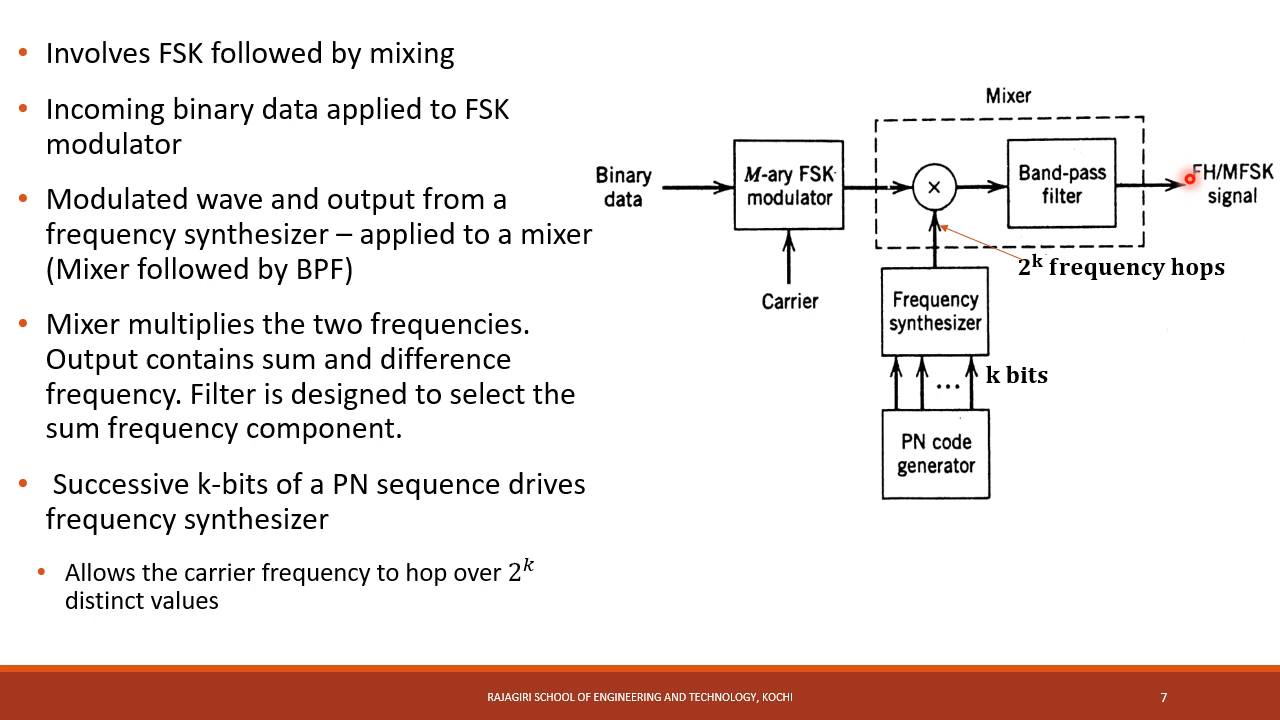 • Involves FSK followed by mixing
• Incoming binary data applied to FSK
modulator
• Modulated wave and output from a
frequency synthesizer – applied to a mixer
(Mixer followed by BPF)
• Mixer multiplies the two frequencies.
Output contains sum and difference
frequency. Filter is designed to select the
sum frequency component.
• Successive k-bits of a PN sequence drives
frequency synthesizer
• Allows the carrier frequency to hop over 2^k
distinct values
Mixer
Binary
data
M-ary FSK
modulator
×
Band-pass
filter
FH/MFSK
signal
Carrier
2^k frequency hops
Frequency
synthesizer
... k bits
PN code
generator
RAJAGIRI SCHOOL OF ENGINEERING AND TECHNOLOGY, KOCHI
7